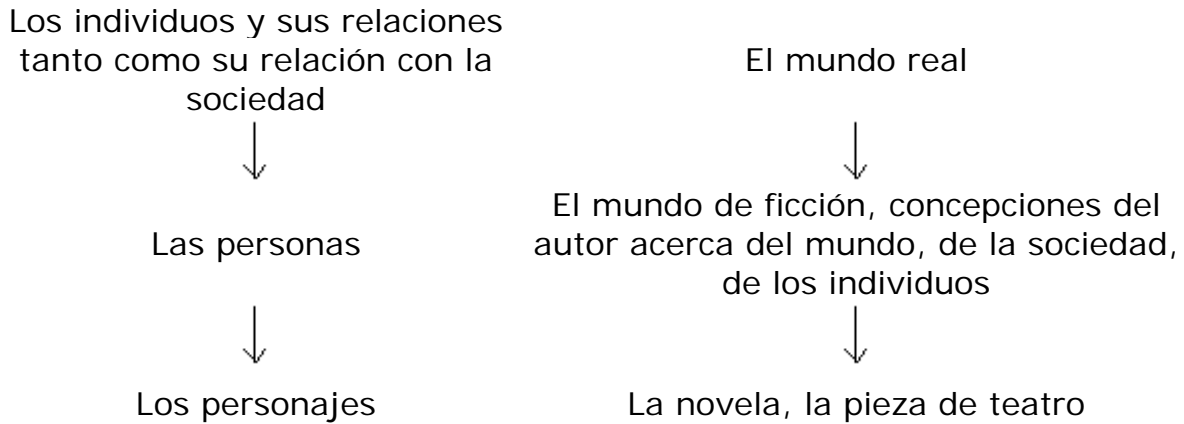 Los individuos y sus relaciones
tanto como su relación con la
sociedad
El mundo real
Las personas
El mundo de ficción, concepciones del
autor acerca del mundo, de la sociedad,
de los individuos
Los personajes
La novela, la pieza de teatro